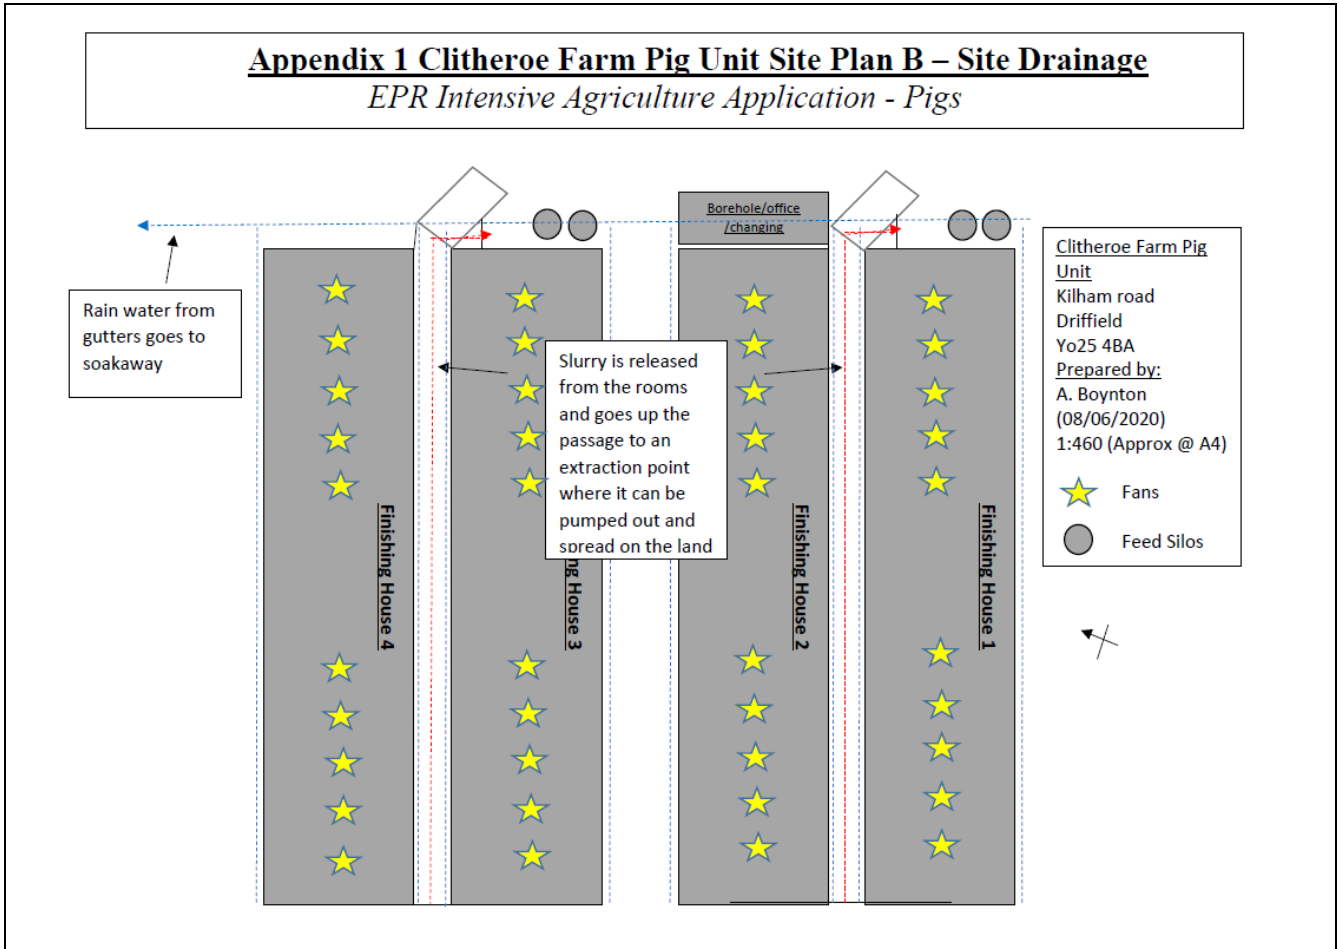 Appendix 1 Clitheroe Farm Pig Unit Site Plan B – Site Drainage
EPR Intensive Agriculture Application - Pigs
Rain water from
gutters goes to
soakaway
Borehole/office
/changing
Slurry is released
from the rooms
and goes up the
passage to an
extraction point
where it can be
pumped out and
spread on the land
Finishing House 4
ng House 3
Finishing House 2
Finishing House 1
Clitheroe Farm Pig
Unit
Kilham road
Driffield
Yo25 4BA
Prepared by:
A. Boynton
(08/06/2020)
1:460 (Approx @ A4)
Fans
Feed Silos